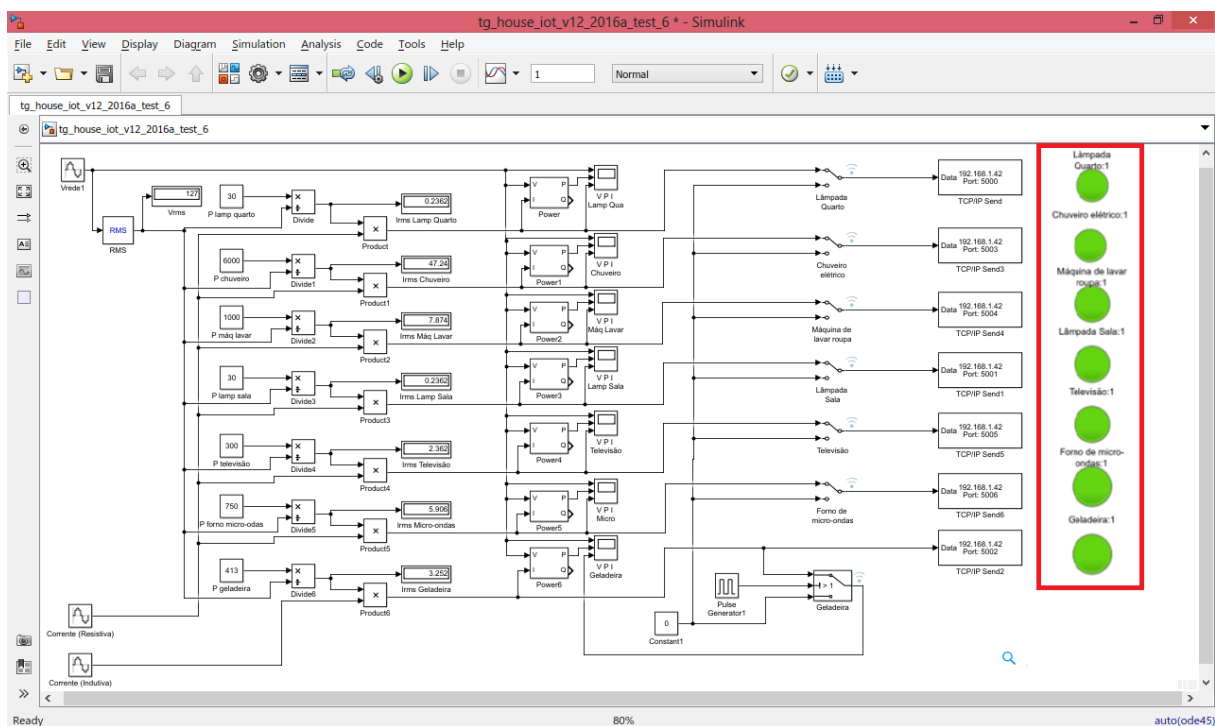 tg_house_iot_v12_2016a_test_6 * - Simulink
File Edit View Display Diagram Simulation Analysis Code Tools Help
1
Normal
tg_house_iot_v12_2016a_test_6
tg_house_iot_v12_2016a_test_6
Vrede1
RMS
RMS
127
Vrms
30
P lamp quarto
Divide
0.2362
Irms Lamp Quarto
Product
V P
I Q
Power
V P I
Lamp Qua
Lâmpada
Quarto
Data 192.168.1.42
Port: 5000
TCP/IP Send
6000
P chuveiro
Divide1
47.24
Irms Chuveiro
Product1
V P
I Q
Power1
V P I
Chuveiro
Chuveiro
elétrico
Data 192.168.1.42
Port: 5003
TCP/IP Send3
1000
P máq lavar
Divide2
7.874
Irms Máq Lavar
Product2
V P
I Q
Power2
V P I
Máq Lavar
Máquina de
lavar roupa
Data 192.168.1.42
Port: 5004
TCP/IP Send4
30
P lamp sala
Divide3
0.2362
Irms Lamp Sala
Product3
V P
I Q
Power3
V P I
Lamp Sala
Lâmpada
Sala
Data 192.168.1.42
Port: 5001
TCP/IP Send1
300
P televisão
Divide4
2.362
Irms Televisão
Product4
V P
I Q
Power4
V P I
Televisão
Televisão
Data 192.168.1.42
Port: 5005
TCP/IP Send5
750
P forno micro-odas
Divide5
5.906
Irms Micro-ondas
Product5
V P
I Q
Power5
V P I
Micro
Forno de
micro-ondas
Data 192.168.1.42
Port: 5006
TCP/IP Send6
413
P geladeira
Divide6
3.252
Irms Geladeira
Product6
V P
I Q
Power6
V P I
Geladeira
Data 192.168.1.42
Port: 5002
TCP/IP Send2
Pulse
Generator1
> 1
Geladeira
0
Constant1
Corrente (Resistiva)
Corrente (Indutiva)
Lâmpada
Quarto:1
Chuveiro elétrico:1
Máquina de lavar
roupa:1
Lâmpada Sala:1
Televisão:1
Forno de micro-
ondas:1
Geladeira:1
Ready
80%
auto(ode45)